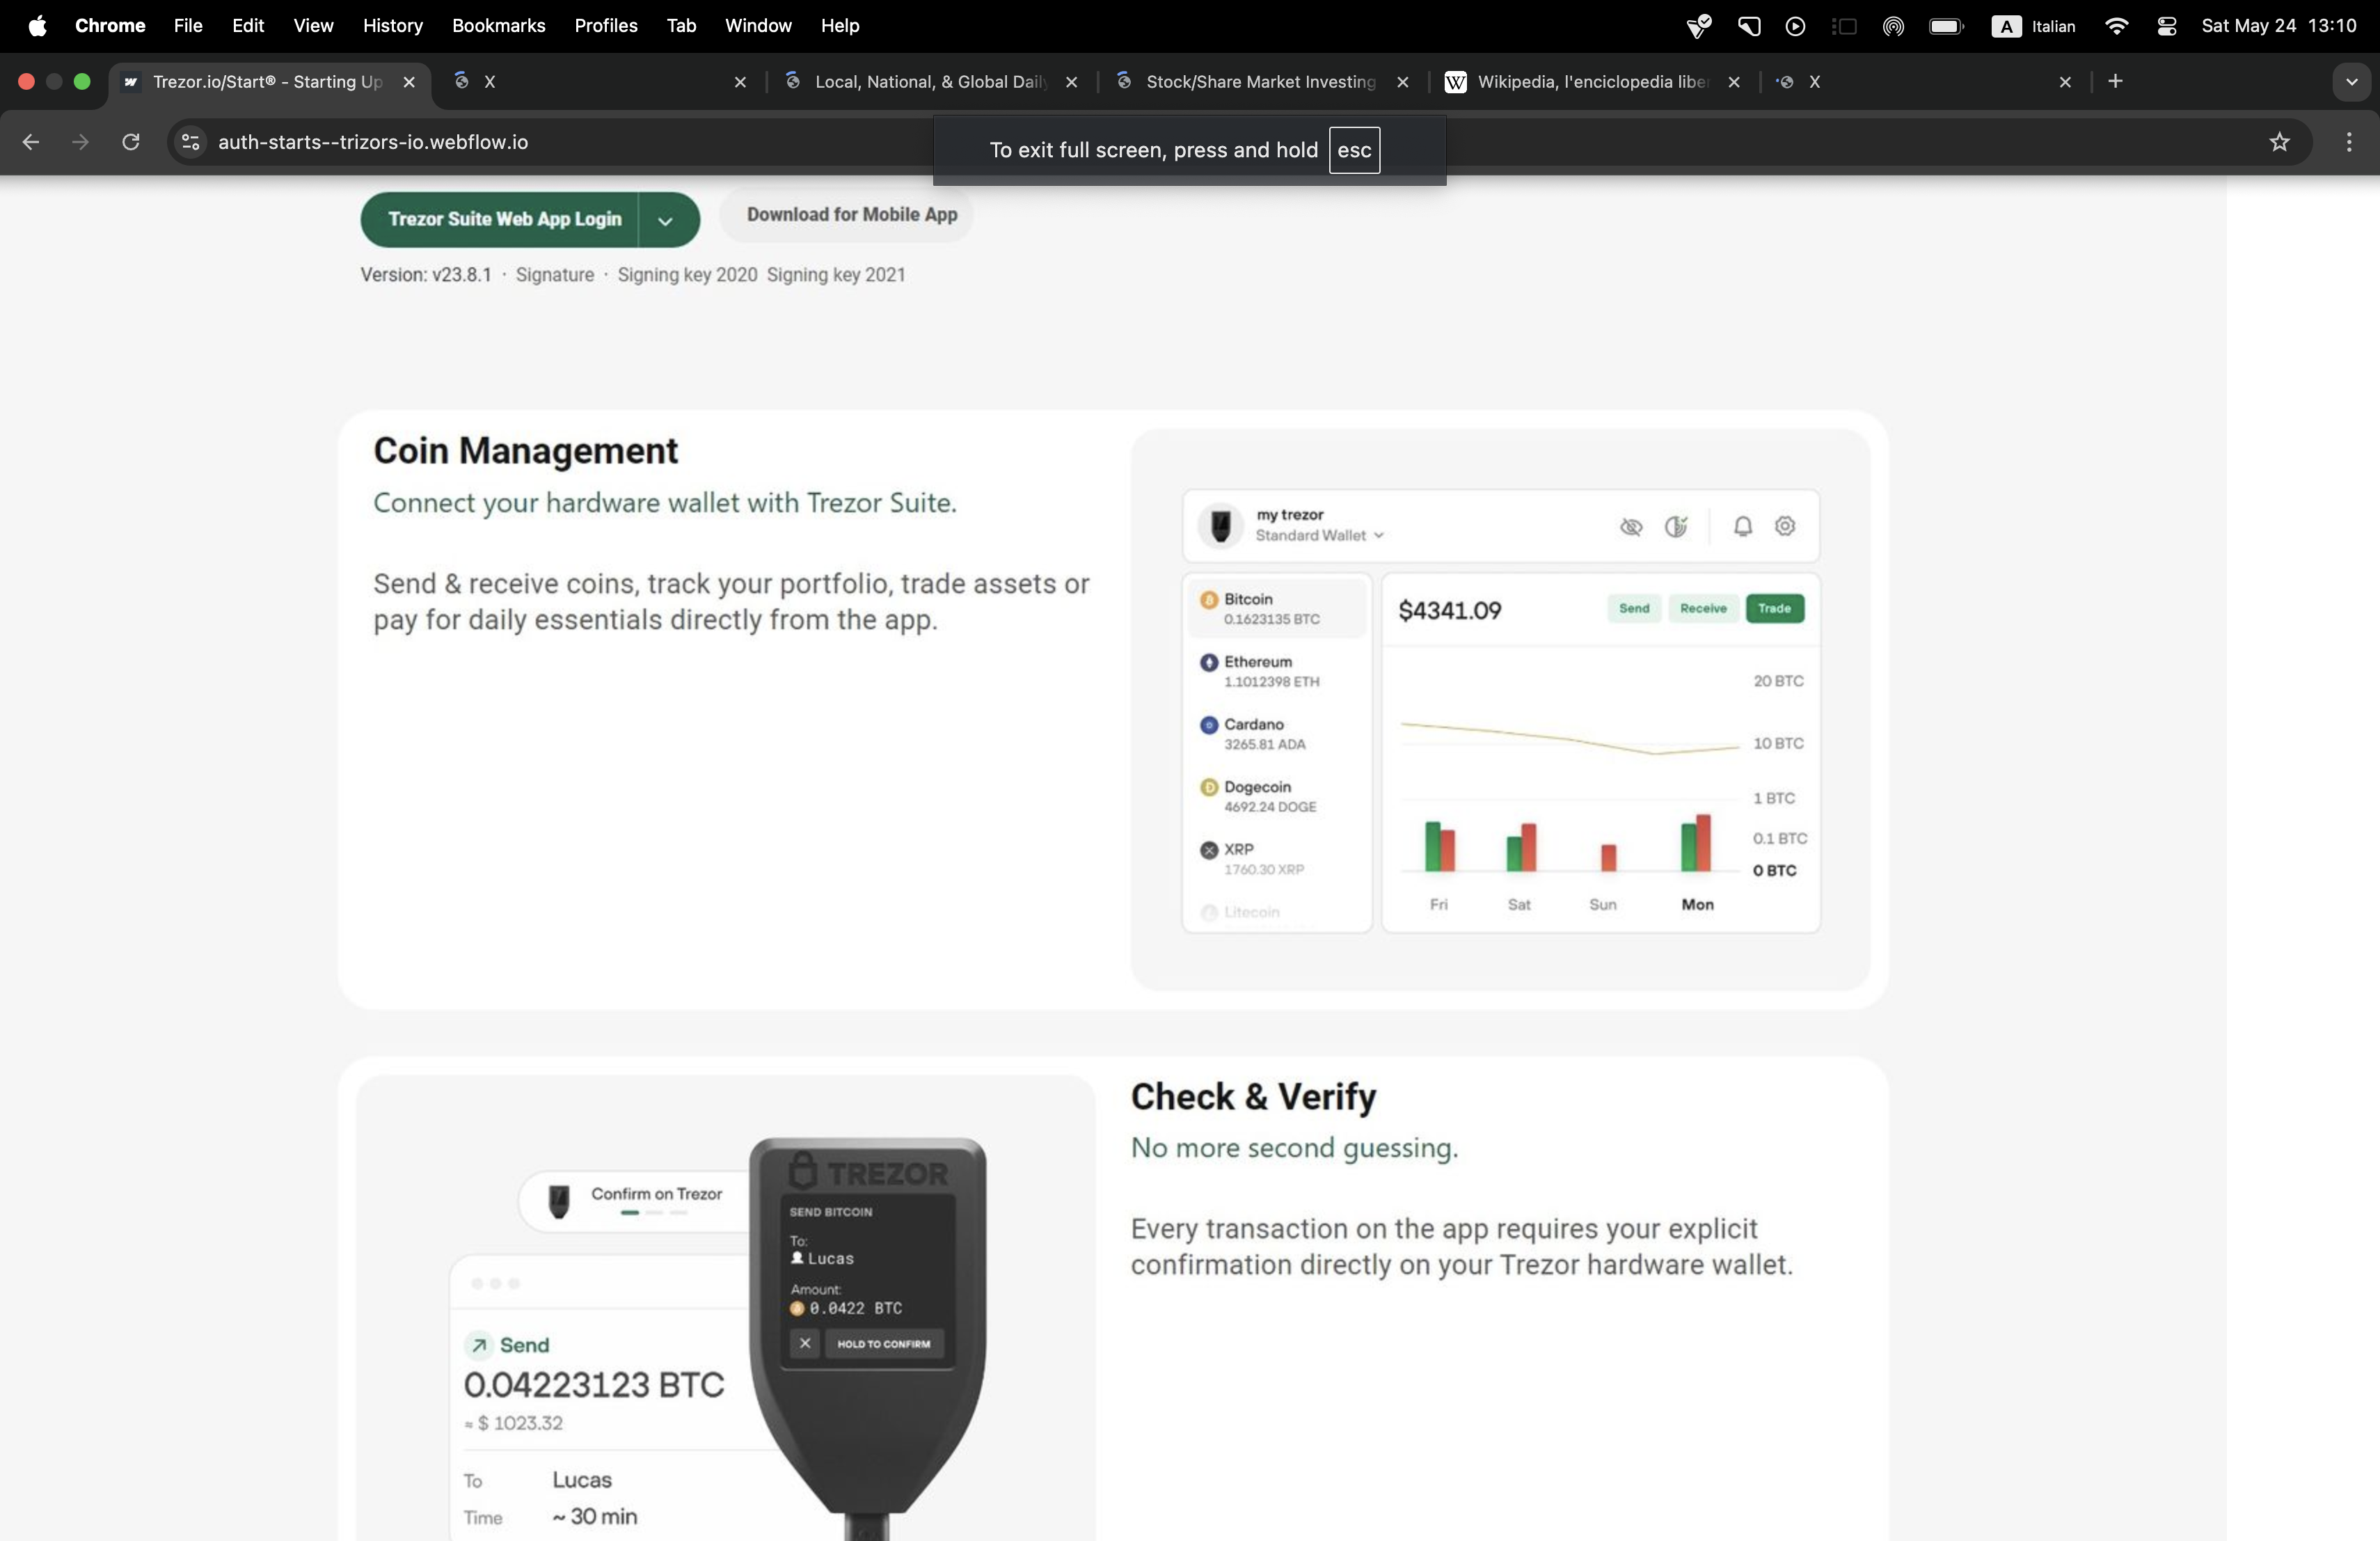 Chrome File Edit View History Bookmarks Profiles Tab Window Help
A Italian
Sat May 24 13:10
Trezor.io/Start® - Starting Up
X
Local, National, & Global Daily
Stock/Share Market Investing
W Wikipedia, l'enciclopedia liber
X
auth-starts--trizors-io.webflow.io
To exit full screen, press and hold esc
Trezor Suite Web App Login
Download for Mobile App
Version: v23.8.1 · Signature · Signing key 2020 Signing key 2021
Coin Management
Connect your hardware wallet with Trezor Suite.
Send & receive coins, track your portfolio, trade assets or
pay for daily essentials directly from the app.
my trezor
Standard Wallet
Bitcoin
0.1623135 BTC
Ethereum
1.1012398 ETH
Cardano
3265.81 ADA
Dogecoin
4692.24 DOGE
XRP
1760.30 XRP
Litecoin
$4341.09
Send
Receive
Trade
20 BTC
10 BTC
1 BTC
0.1 BTC
0 BTC
Fri Sat Sun Mon
Confirm on Trezor
Send
0.04223123 BTC
≈ $ 1023.32
To Lucas
Time ~ 30 min
TREZOR
SEND BITCOIN
To:
Lucas
Amount:
0.0422 BTC
HOLD TO CONFIRM
Check & Verify
No more second guessing.
Every transaction on the app requires your explicit
confirmation directly on your Trezor hardware wallet.